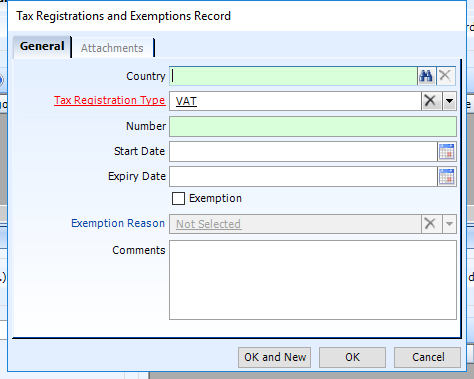 Tax Registrations and Exemptions Record
General Attachments
Country
Tax Registration Type VAT
Number
Start Date
Expiry Date
Exemption
Exemption Reason Not Selected
Comments
OK and New OK Cancel